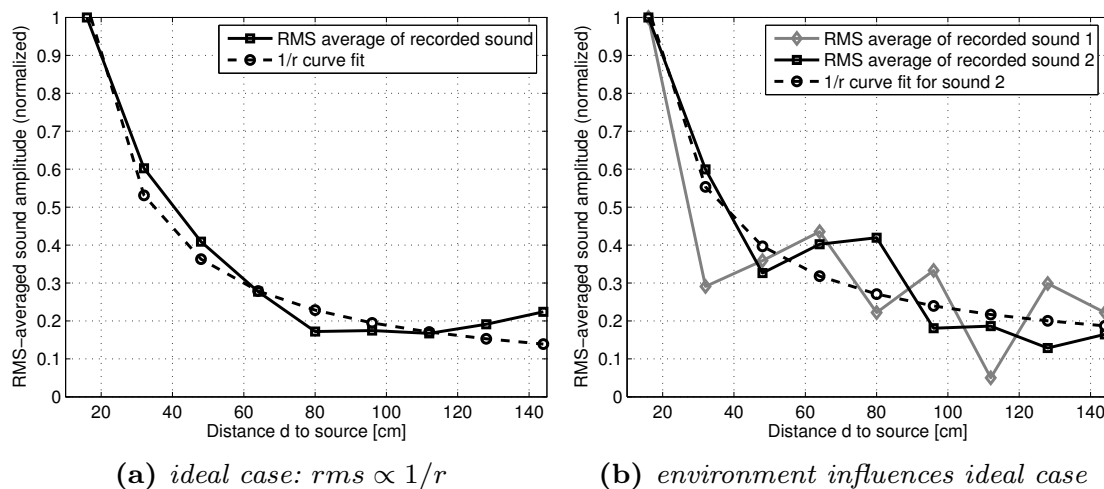 1
0.9
0.8
0.7
0.6
0.5
0.4
0.3
0.2
0.1
0
RMS−averaged sound amplitude (normalized)
RMS average of recorded sound
1/r curve fit
20 40 60 80 100 120 140
Distance d to source [cm]
(a) ideal case: rms ∝ 1/r
1
0.9
0.8
0.7
0.6
0.5
0.4
0.3
0.2
0.1
0
RMS−averaged sound amplitude (normalized)
RMS average of recorded sound 1
RMS average of recorded sound 2
1/r curve fit for sound 2
20 40 60 80 100 120 140
Distance d to source [cm]
(b) environment influences ideal case